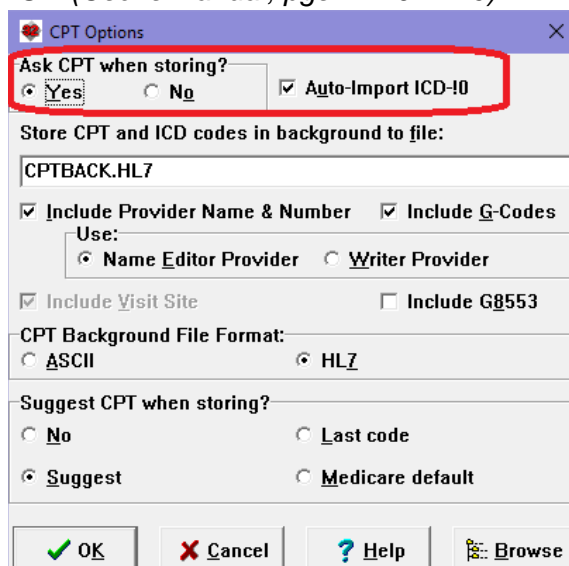 CPT Options
Ask CPT when storing?
Yes No Auto-Import ICD-!0
Store CPT and ICD codes in background to file:
CPTBACK.HL7
Include Provider Name & Number Include G-Codes
Use:
Name Editor Provider Writer Provider
Include Visit Site Include G8553
CPT Background File Format:
ASCII HL7
Suggest CPT when storing?
No Last code
Suggest Medicare default
OK Cancel Help Browse